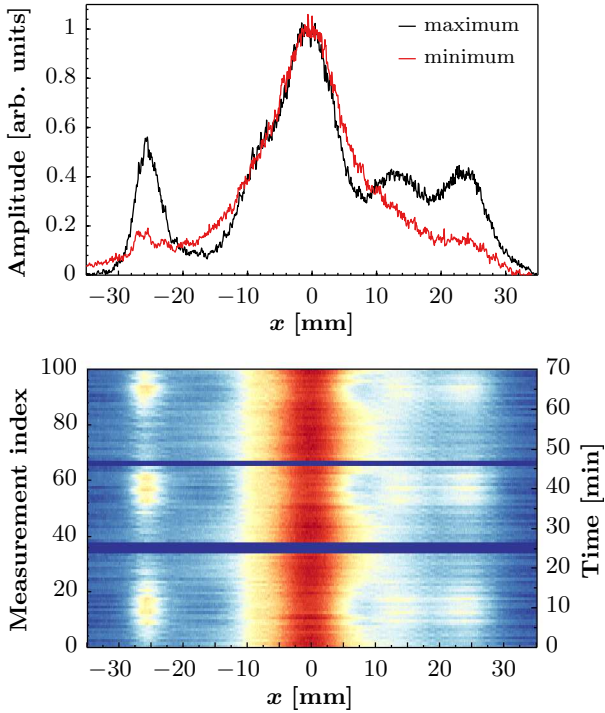 Amplitude [arb. units]
1
0.8
0.6
0.4
0.2
0
maximum
minimum
−30 −20 −10 0 10 20 30
x [mm]
Measurement index
100
80
60
40
20
0
70
60
50
40
30
20
10
0
Time [min]
−30 −20 −10 0 10 20 30
x [mm]